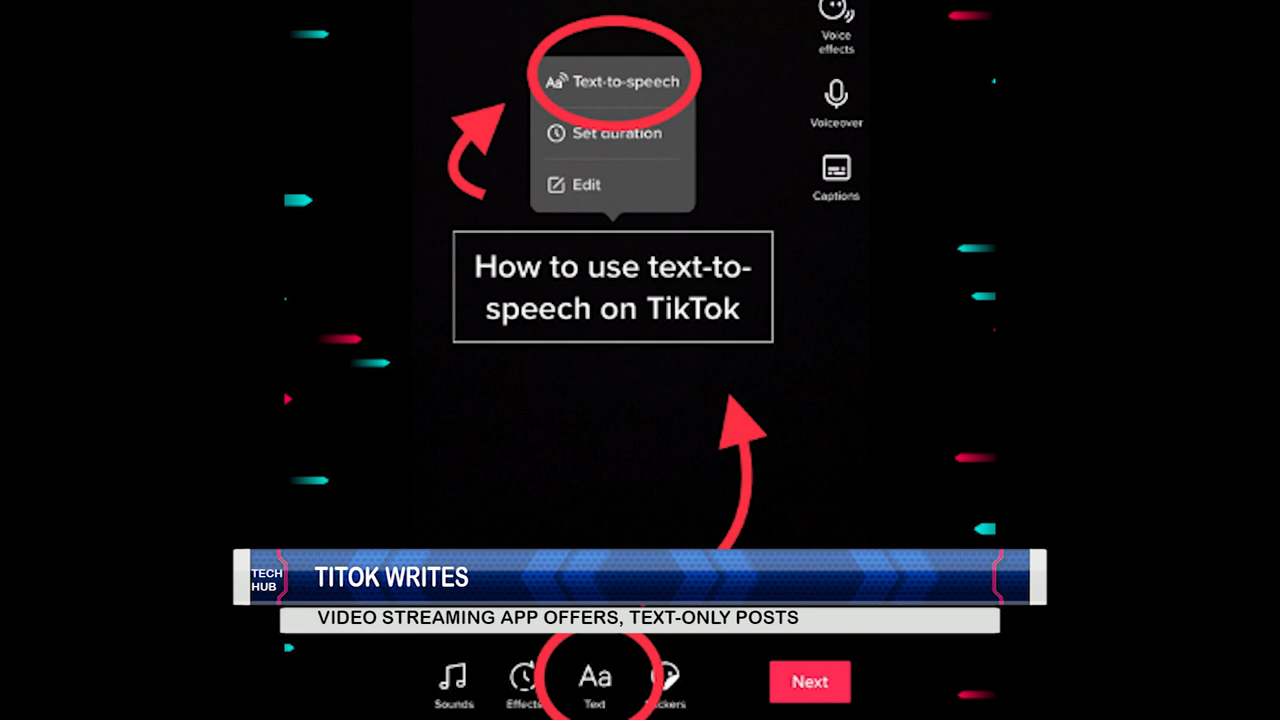 Voice
effects
Aa Text-to-speech
Set duration
Voiceover
Edit
Captions
How to use text-to-
speech on TikTok
TECH
HUB
TITOK WRITES
VIDEO STREAMING APP OFFERS, TEXT-ONLY POSTS
Aa
Sounds
Effects
Text
Next